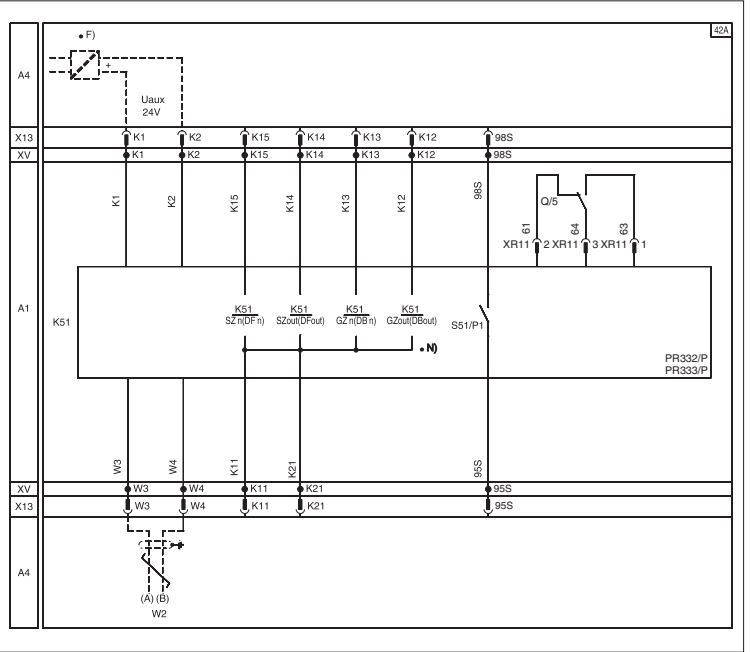 42A
• F)
A4
+
Uaux
24V
X13 K1 K2 K15 K14 K13 K12 98S
XV K1 K2 K15 K14 K13 K12 98S
K1 K2 K15 K14 K13 K12 98S
Q/5
61 64 63
XR11 2 XR11 3 XR11 1
A1
K51
K51 K51 K51 K51
SZ n(DF n) SZout(DFout) GZ n(DB n) GZout(DBout)
S51/P1
• N)
PR332/P
PR333/P
W3 W4 K11 K21 95S
XV W3 W4 K11 K21 95S
X13 W3 W4 K11 K21 95S
A4
(A) (B)
W2